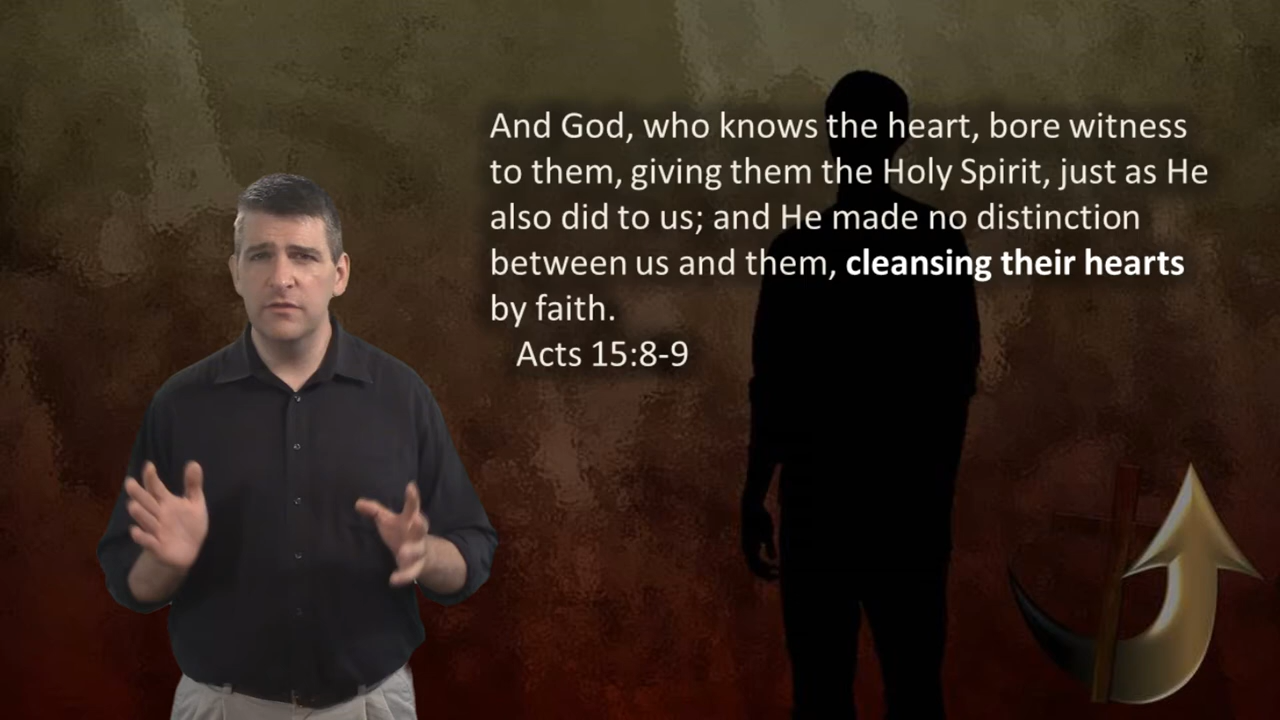 And God, who knows the heart, bore witness
to them, giving them the Holy Spirit, just as He
also did to us; and He made no distinction
between us and them, cleansing their hearts
by faith.
Acts 15:8-9